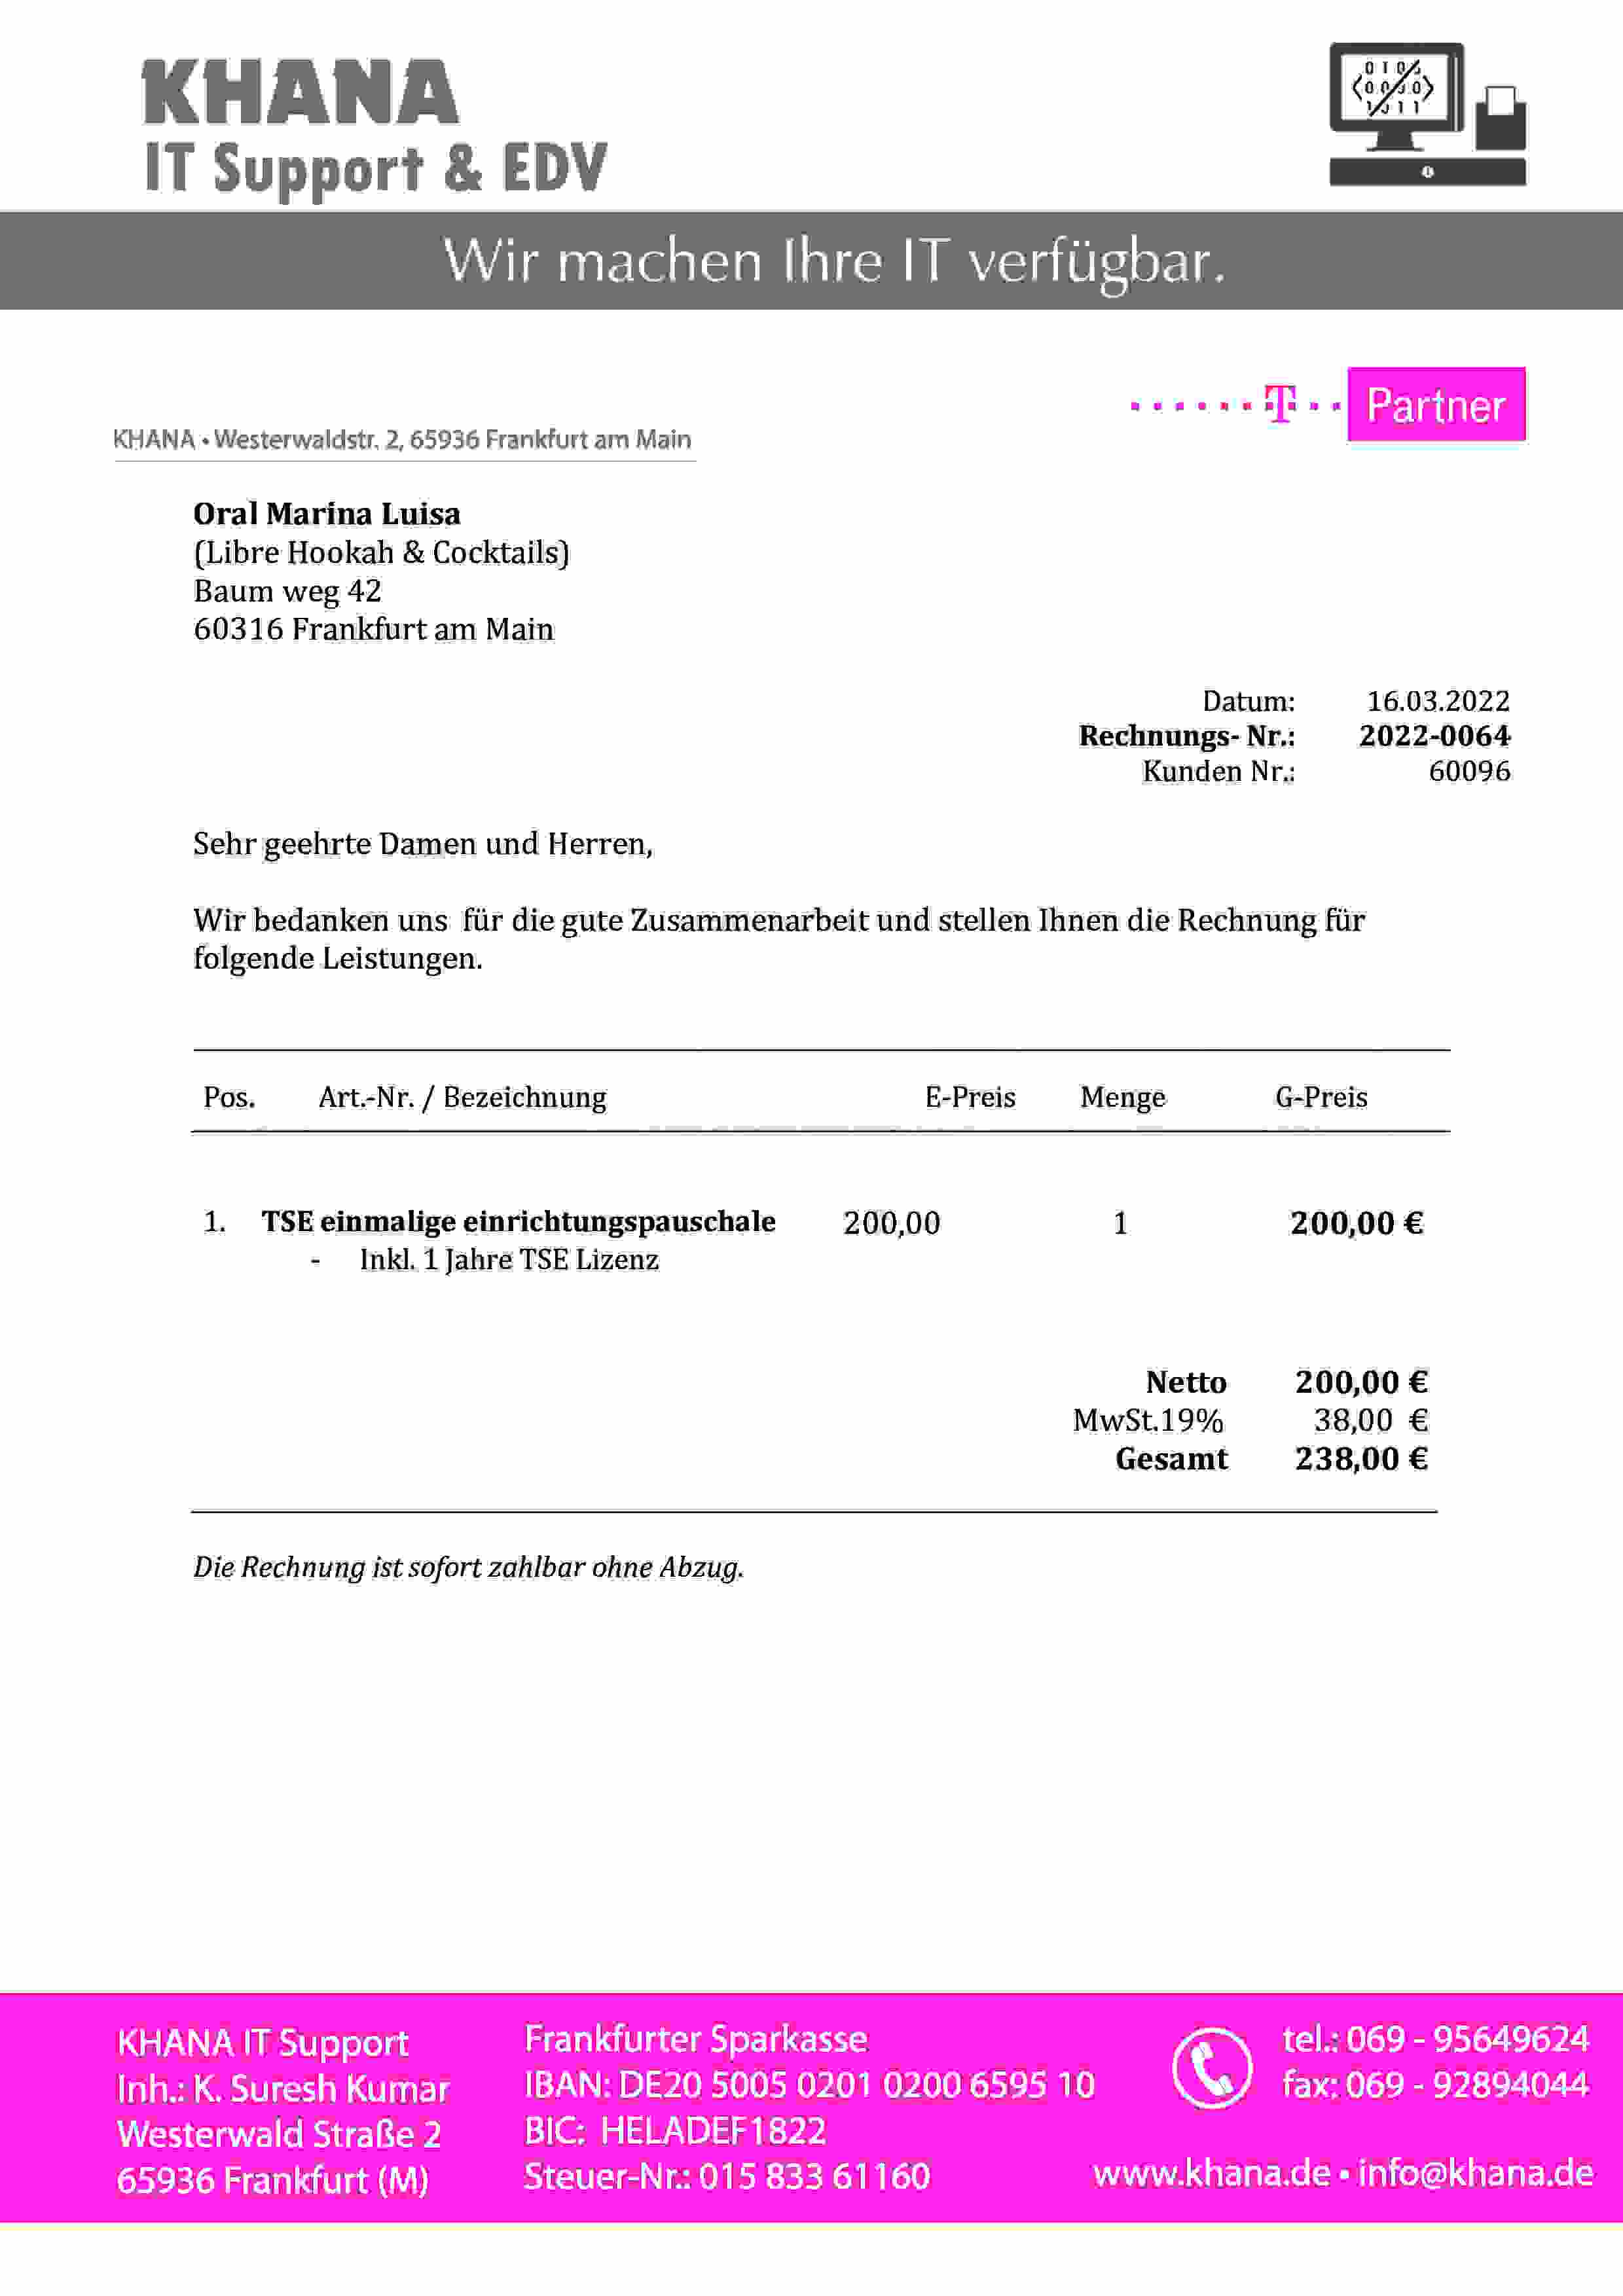 KHANA
IT Support & EDV
Wir machen Ihre IT verfügbar.
T Partner
KHANA • Westerwaldstr. 2, 65936 Frankfurt am Main
Oral Marina Luisa
(Libre Hookah & Cocktails)
Baum weg 42
60316 Frankfurt am Main
Datum: 16.03.2022
Rechnungs- Nr.: 2022-0064
Kunden Nr.: 60096
Sehr geehrte Damen und Herren,
Wir bedanken uns für die gute Zusammenarbeit und stellen Ihnen die Rechnung für
folgende Leistungen.
Pos. Art.-Nr. / Bezeichnung E-Preis Menge G-Preis
1. TSE einmalige einrichtungspauschale 200,00 1 200,00 €
- Inkl. 1 Jahre TSE Lizenz
Netto 200,00 €
MwSt.19% 38,00 €
Gesamt 238,00 €
Die Rechnung ist sofort zahlbar ohne Abzug.
KHANA IT Support
Inh.: K. Suresh Kumar
Westerwald Straße 2
65936 Frankfurt (M)
Frankfurter Sparkasse
IBAN: DE20 5005 0201 0200 6595 10
BIC: HELADEF1822
Steuer-Nr.: 015 833 61160
tel.: 069 - 95649624
fax: 069 - 92894044
www.khana.de • info@khana.de